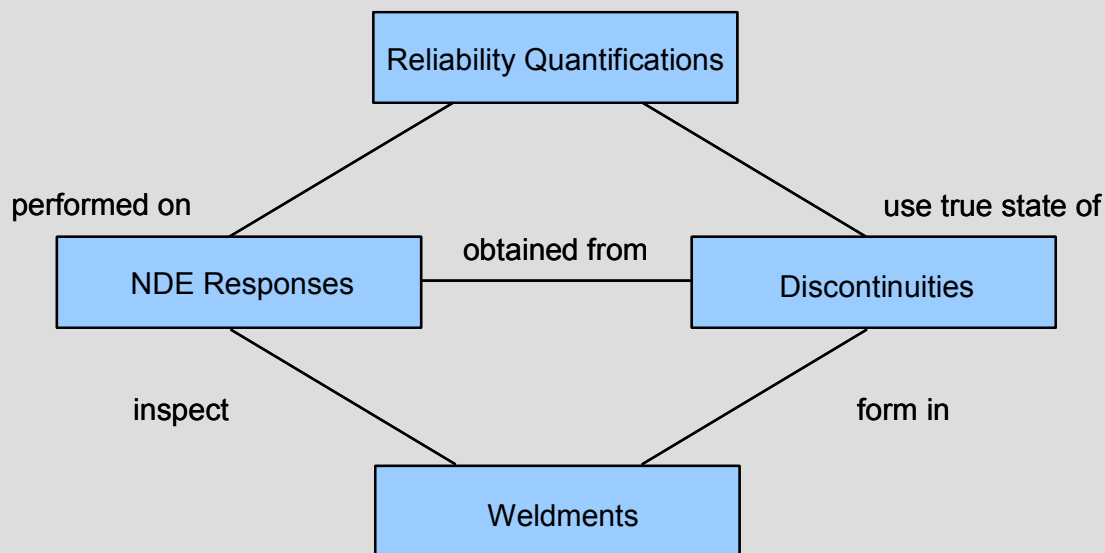 Reliability Quantifications
performed on
use true state of
obtained from
NDE Responses
Discontinuities
inspect
form in
Weldments